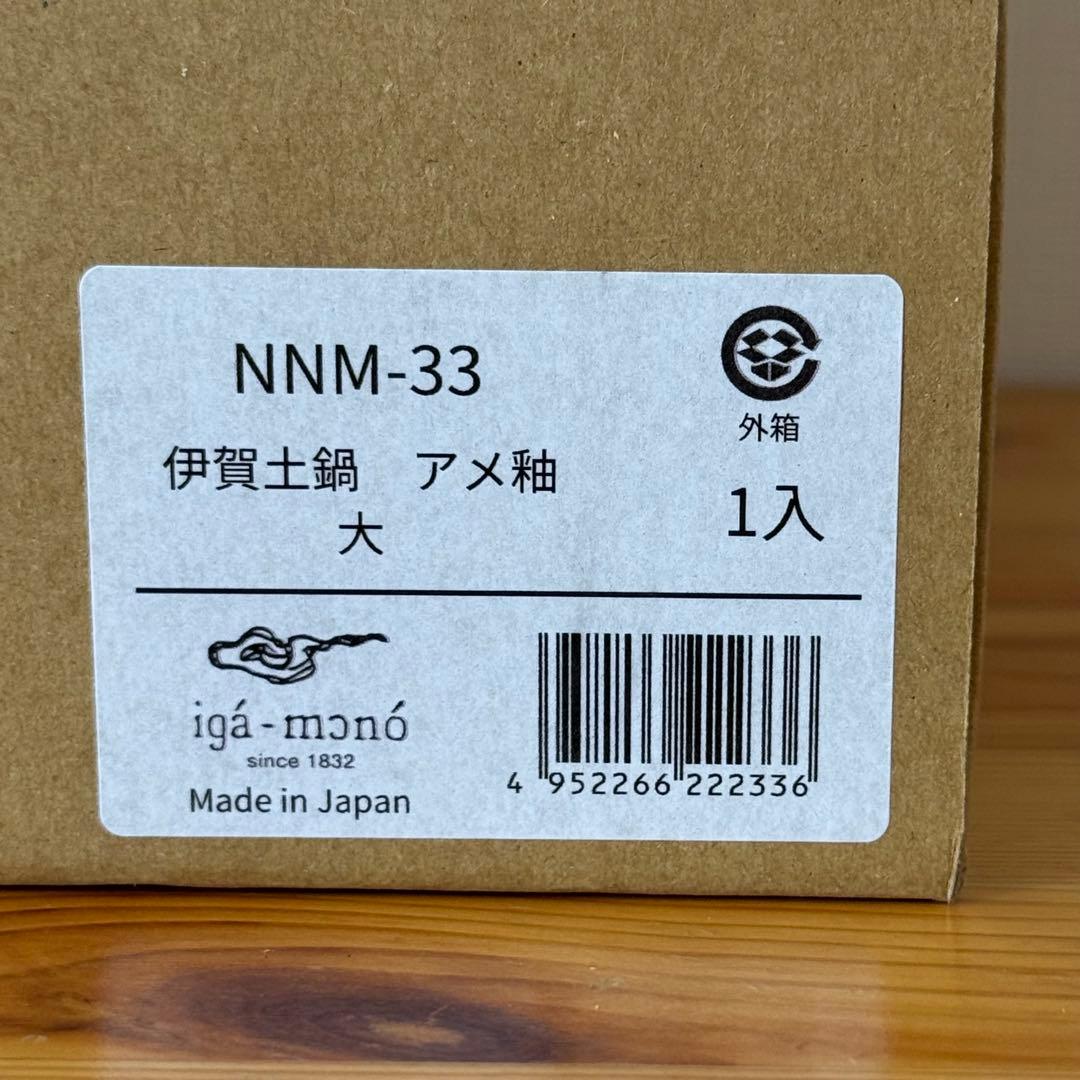 NNM-33
伊賀土鍋　アメ釉
大
外箱
1入
igá-mɔnó
since 1832
Made in Japan
4 952266 222336